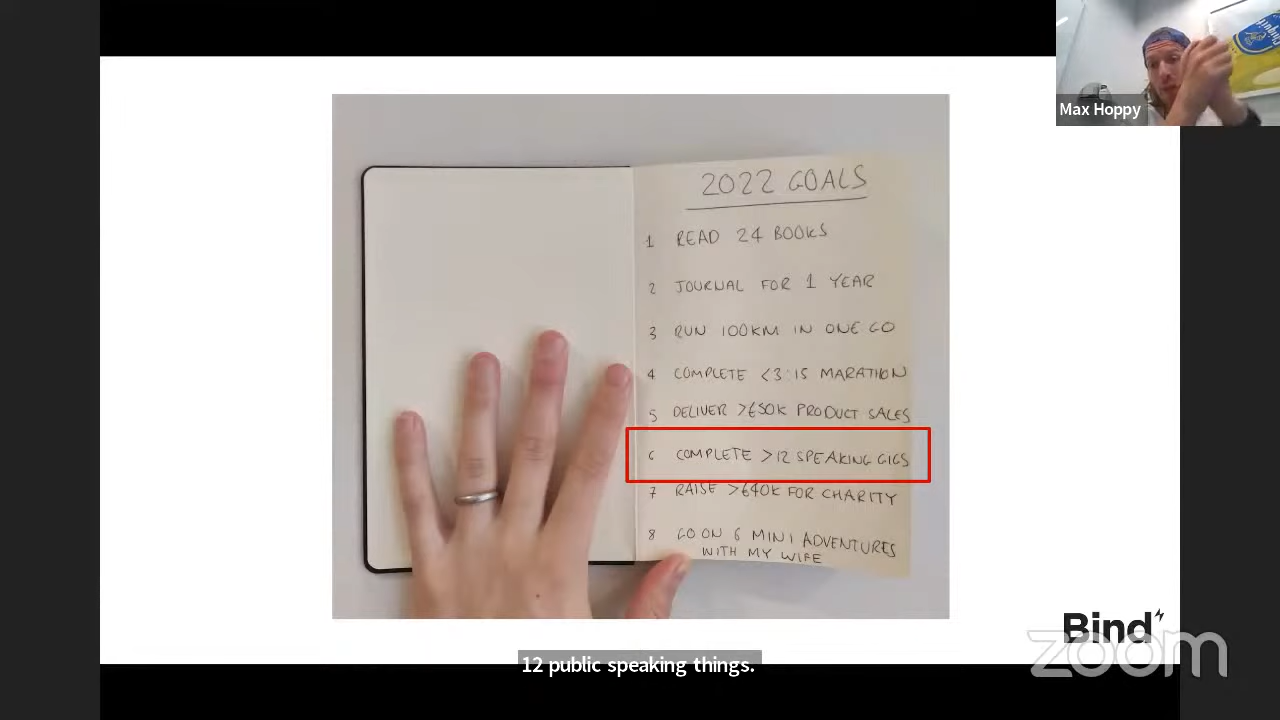 Max Hoppy
2022 GOALS
1 READ 24 BOOKS
2 JOURNAL FOR 1 YEAR
3 RUN 100KM IN ONE GO
4 COMPLETE <3:15 MARATHON
5 DELIVER >£50K PRODUCT SALES
6 COMPLETE >12 SPEAKING GIGS
7 RAISE >£40K FOR CHARITY
8 GO ON 6 MINI ADVENTURES
WITH MY WIFE
Bind
zoom
12 public speaking things.